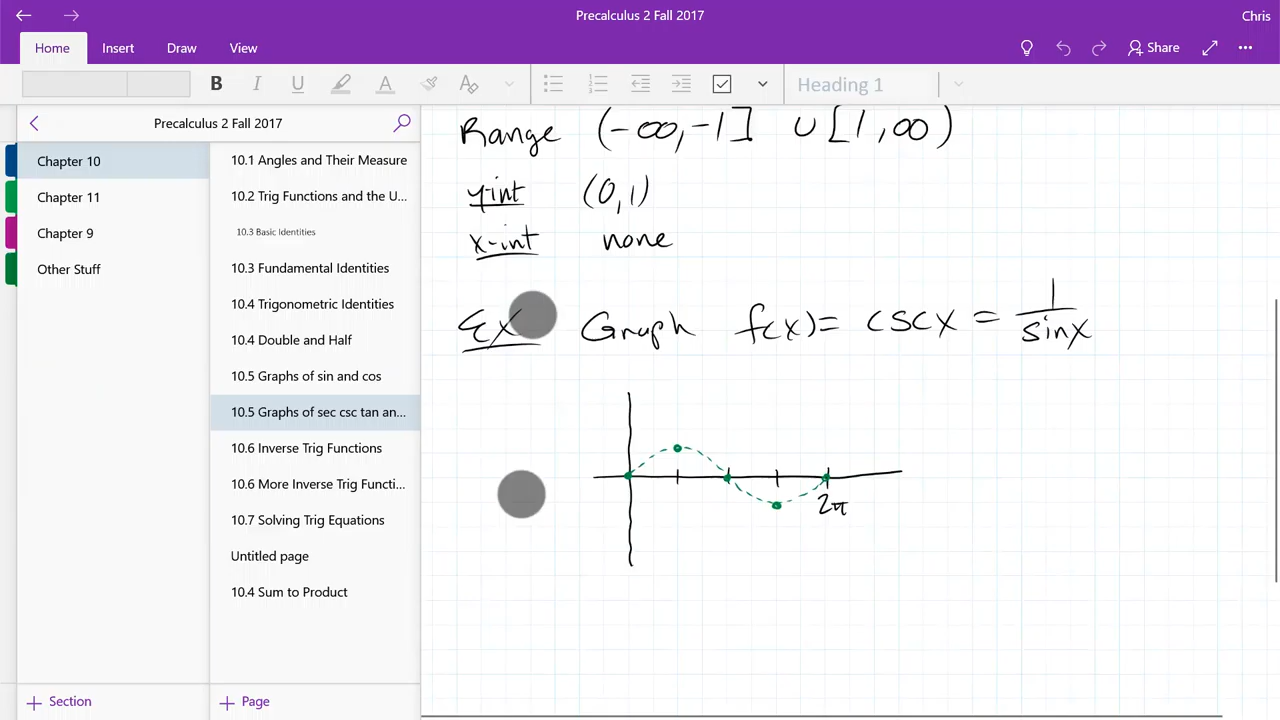 Precalculus 2 Fall 2017
Chris
Home Insert Draw View
Share
B I U A
Heading 1
Precalculus 2 Fall 2017
Chapter 10
Chapter 11
Chapter 9
Other Stuff
10.1 Angles and Their Measure
10.2 Trig Functions and the U...
10.3 Basic Identities
10.3 Fundamental Identities
10.4 Trigonometric Identities
10.4 Double and Half
10.5 Graphs of sin and cos
10.5 Graphs of sec csc tan an...
10.6 Inverse Trig Functions
10.6 More Inverse Trig Functi...
10.7 Solving Trig Equations
Untitled page
10.4 Sum to Product
+ Section
+ Page
Range (-∞,-1] ∪ [1,∞)
y-int (0,1)
x-int none
Ex Graph f(x)= cscx = 1/sinx
2π